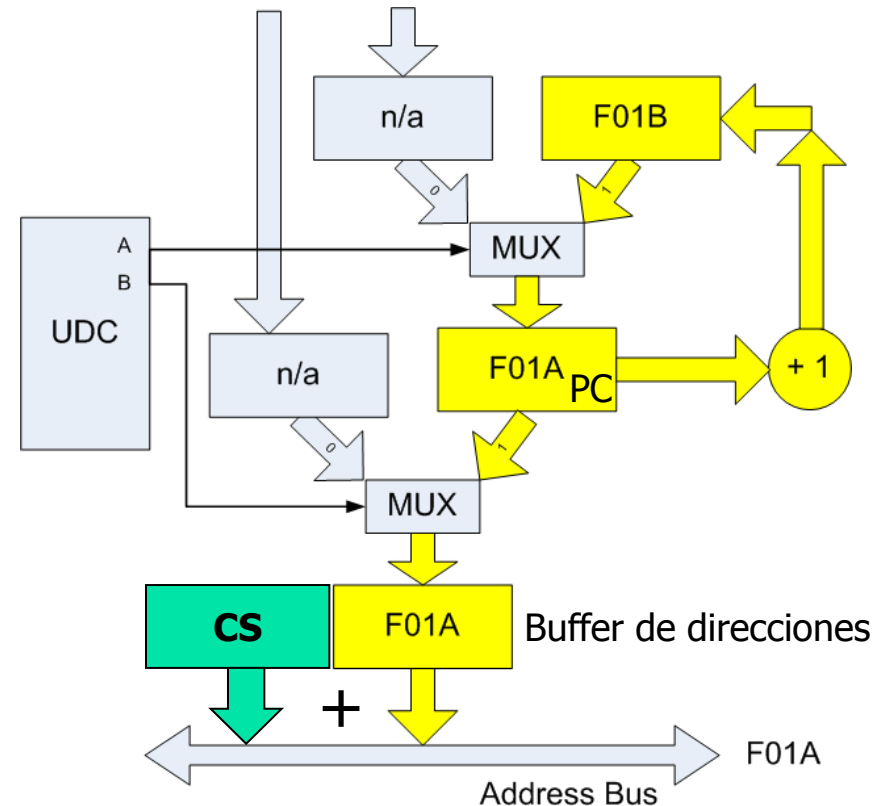 n/a
F01B
0
1
MUX
A
B
UDC
n/a
F01A
PC
+ 1
0
1
MUX
CS
F01A
Buffer de direcciones
+
F01A
Address Bus